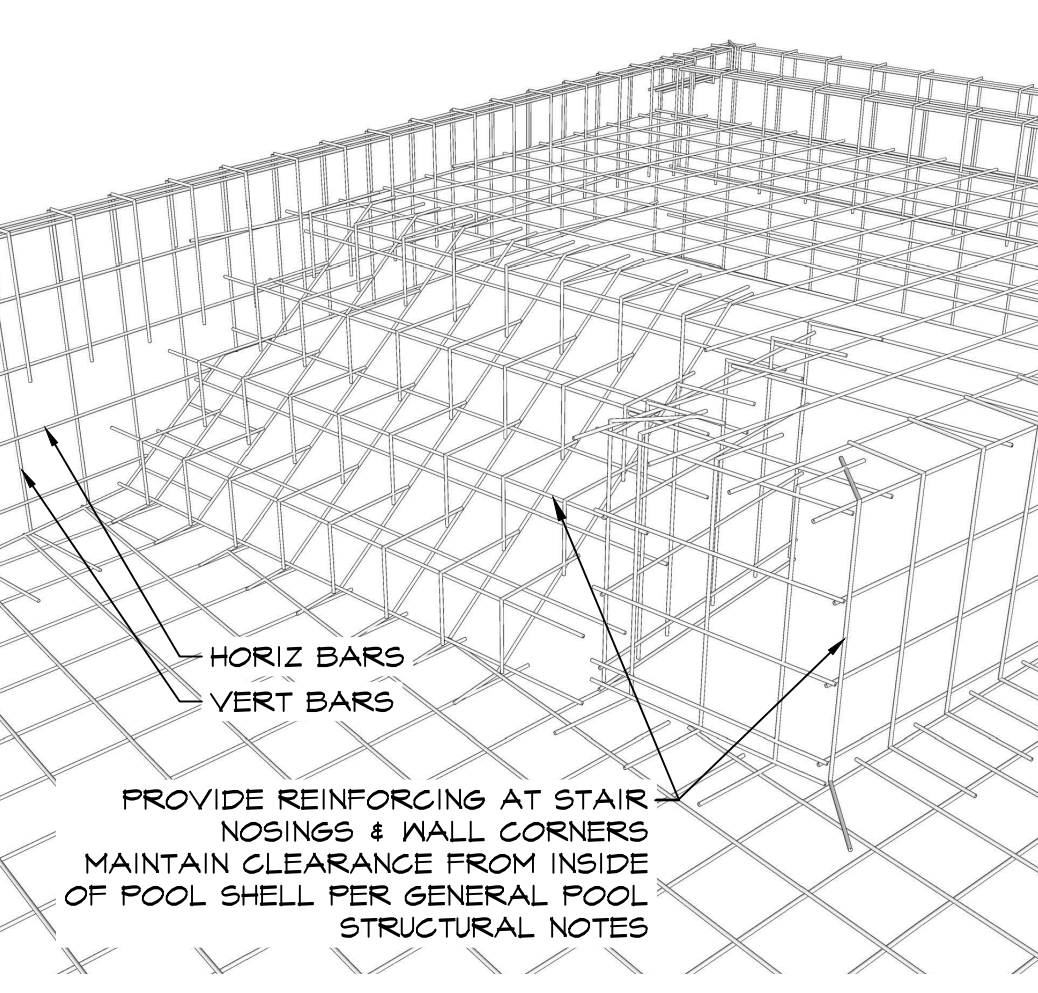 HORIZ BARS
VERT BARS
PROVIDE REINFORCING AT STAIR
NOSINGS & WALL CORNERS
MAINTAIN CLEARANCE FROM INSIDE
OF POOL SHELL PER GENERAL POOL
STRUCTURAL NOTES